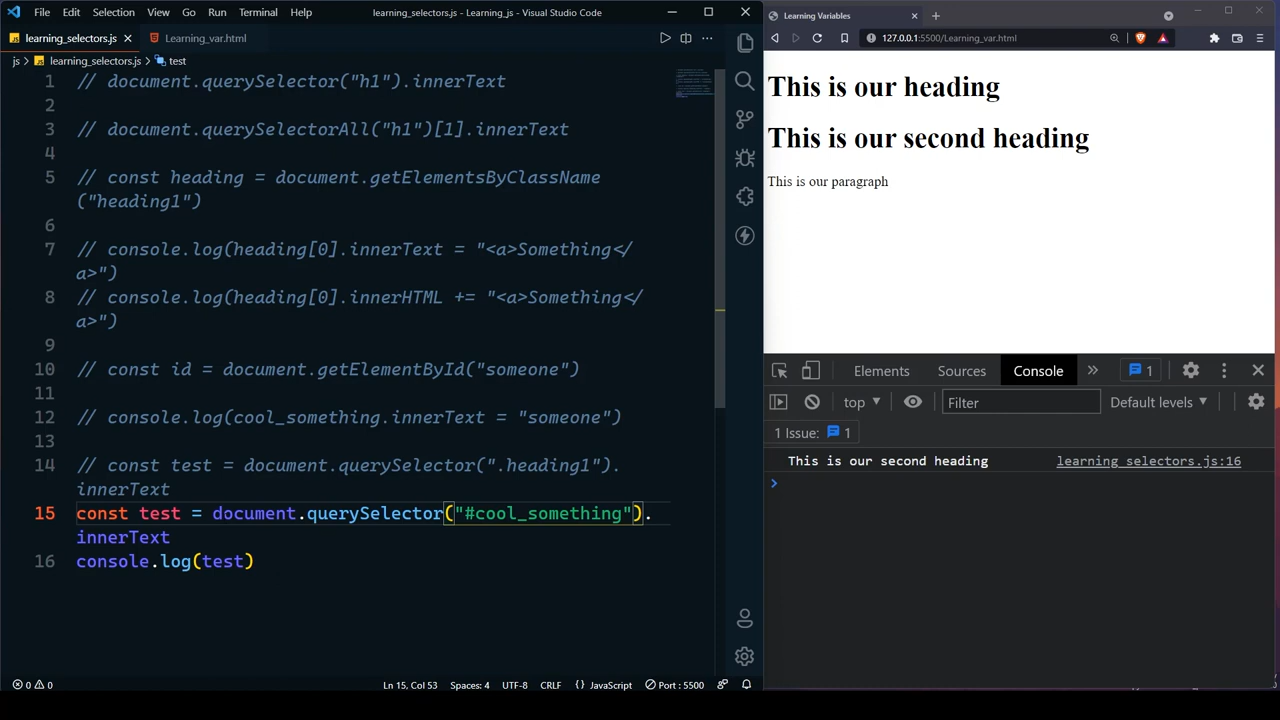 File Edit Selection View Go Run Terminal Help learning_selectors.js - Learning_js - Visual Studio Code
learning_selectors.js Learning_var.html
js > learning_selectors.js > test
1 // document.querySelector("h1").innerText
2
3 // document.querySelectorAll("h1")[1].innerText
4
5 // const heading = document.getElementsByClassName
("heading1")
6
7 // console.log(heading[0].innerText = "<a>Something</
a>")
8 // console.log(heading[0].innerHTML += "<a>Something</
a>")
9
10 // const id = document.getElementById("someone")
11
12 // console.log(cool_something.innerText = "someone")
13
14 // const test = document.querySelector(".heading1").
innerText
15 const test = document.querySelector("#cool_something").
innerText
16 console.log(test)
0 0 Ln 15, Col 53 Spaces: 4 UTF-8 CRLF {} JavaScript Port : 5500
Learning Variables
127.0.0.1:5500/Learning_var.html
This is our heading
This is our second heading
This is our paragraph
Elements Sources Console » 1
top Filter Default levels
1 Issue: 1
This is our second heading learning_selectors.js:16
>